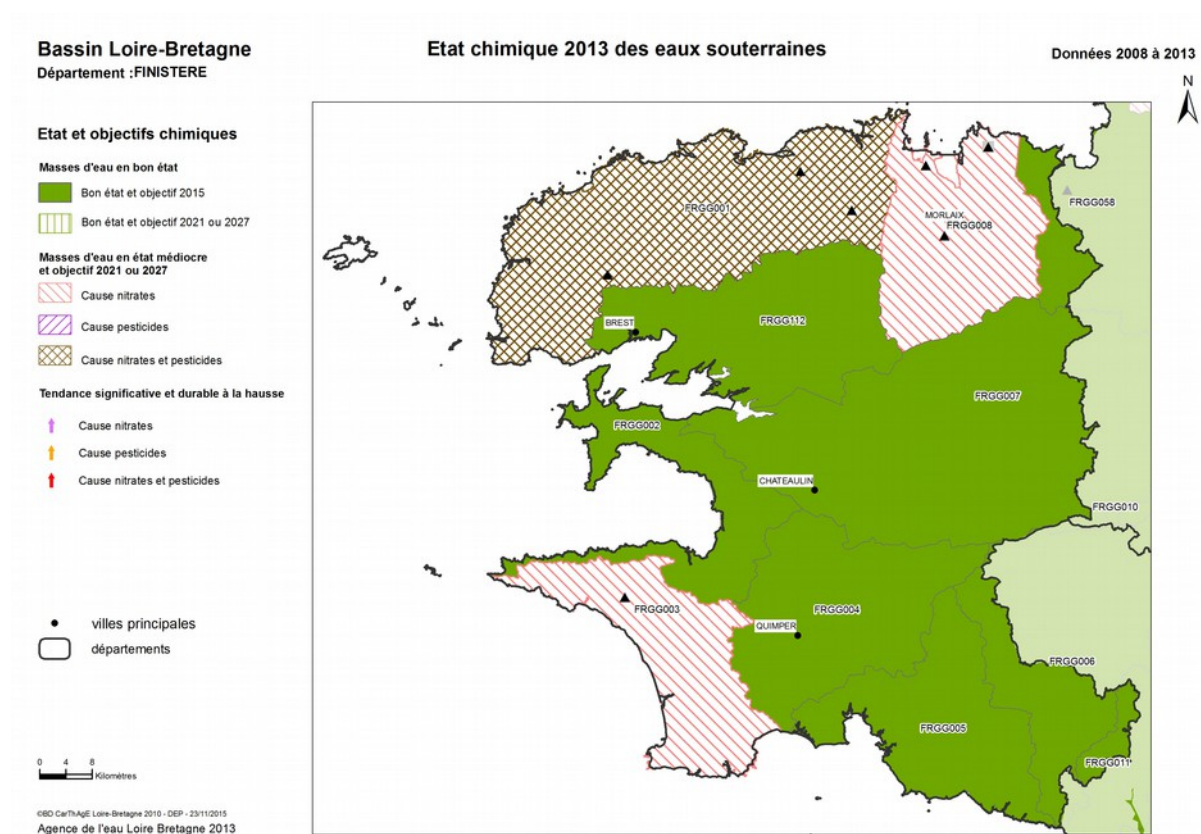 Bassin Loire-Bretagne
Département :FINISTERE
Etat chimique 2013 des eaux souterraines
Données 2008 à 2013
N
Etat et objectifs chimiques
Masses d'eau en bon état
Bon état et objectif 2015
Bon état et objectif 2021 ou 2027
Masses d'eau en état médiocre
et objectif 2021 ou 2027
Cause nitrates
Cause pesticides
Cause nitrates et pesticides
Tendance significative et durable à la hausse
Cause nitrates
Cause pesticides
Cause nitrates et pesticides
villes principales
départements
0 4 8
Kilomètres
©BD CarThAgE Loire-Bretagne 2010 - DEP - 23/11/2015
Agence de l'eau Loire Bretagne 2013
FRGG058
FRGG001
MORLAIX
FRGG008
BREST
FRGG112
FRGG007
FRGG002
CHATEAULIN
FRGG010
FRGG003
FRGG004
QUIMPER
FRGG006
FRGG005
FRGG011